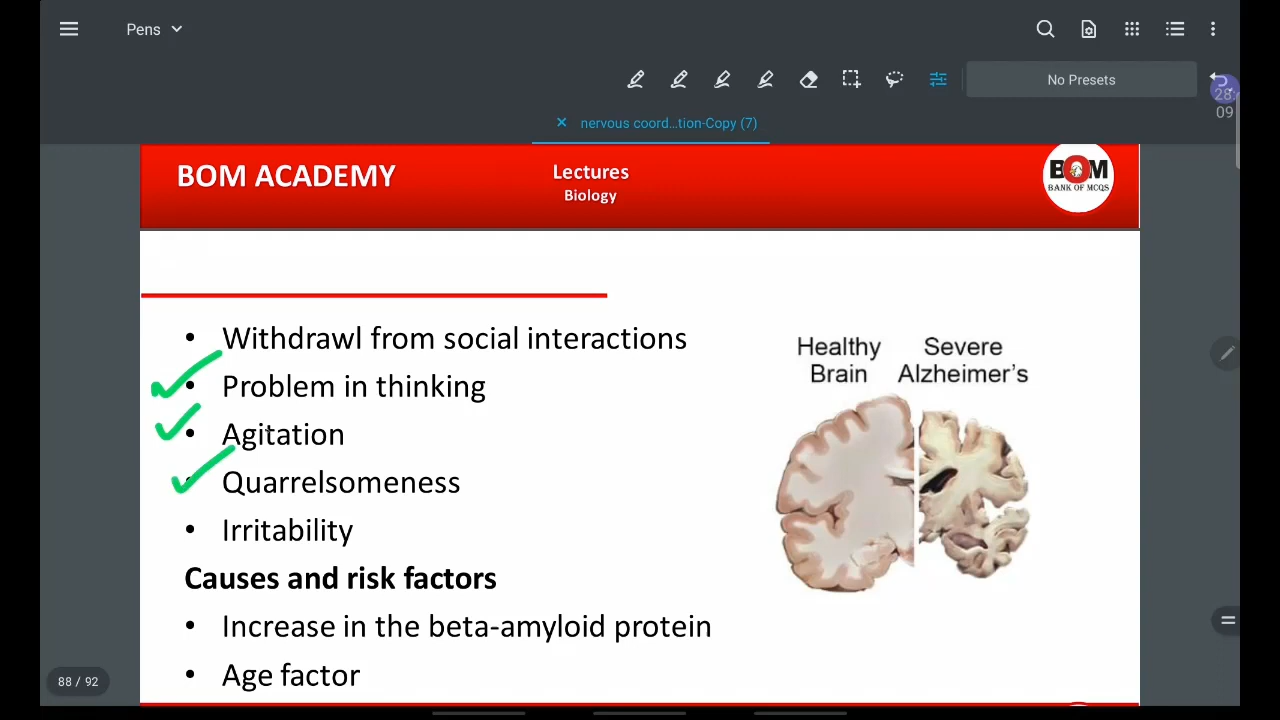 Pens
No Presets
28:
09
nervous coord...tion-Copy (7)
BOM ACADEMY
Lectures
Biology
BOM
BANK OF MCQS
• Withdrawl from social interactions
• Problem in thinking
• Agitation
• Quarrelsomeness
• Irritability
Causes and risk factors
• Increase in the beta-amyloid protein
• Age factor
Healthy Brain
Severe Alzheimer's
88 / 92